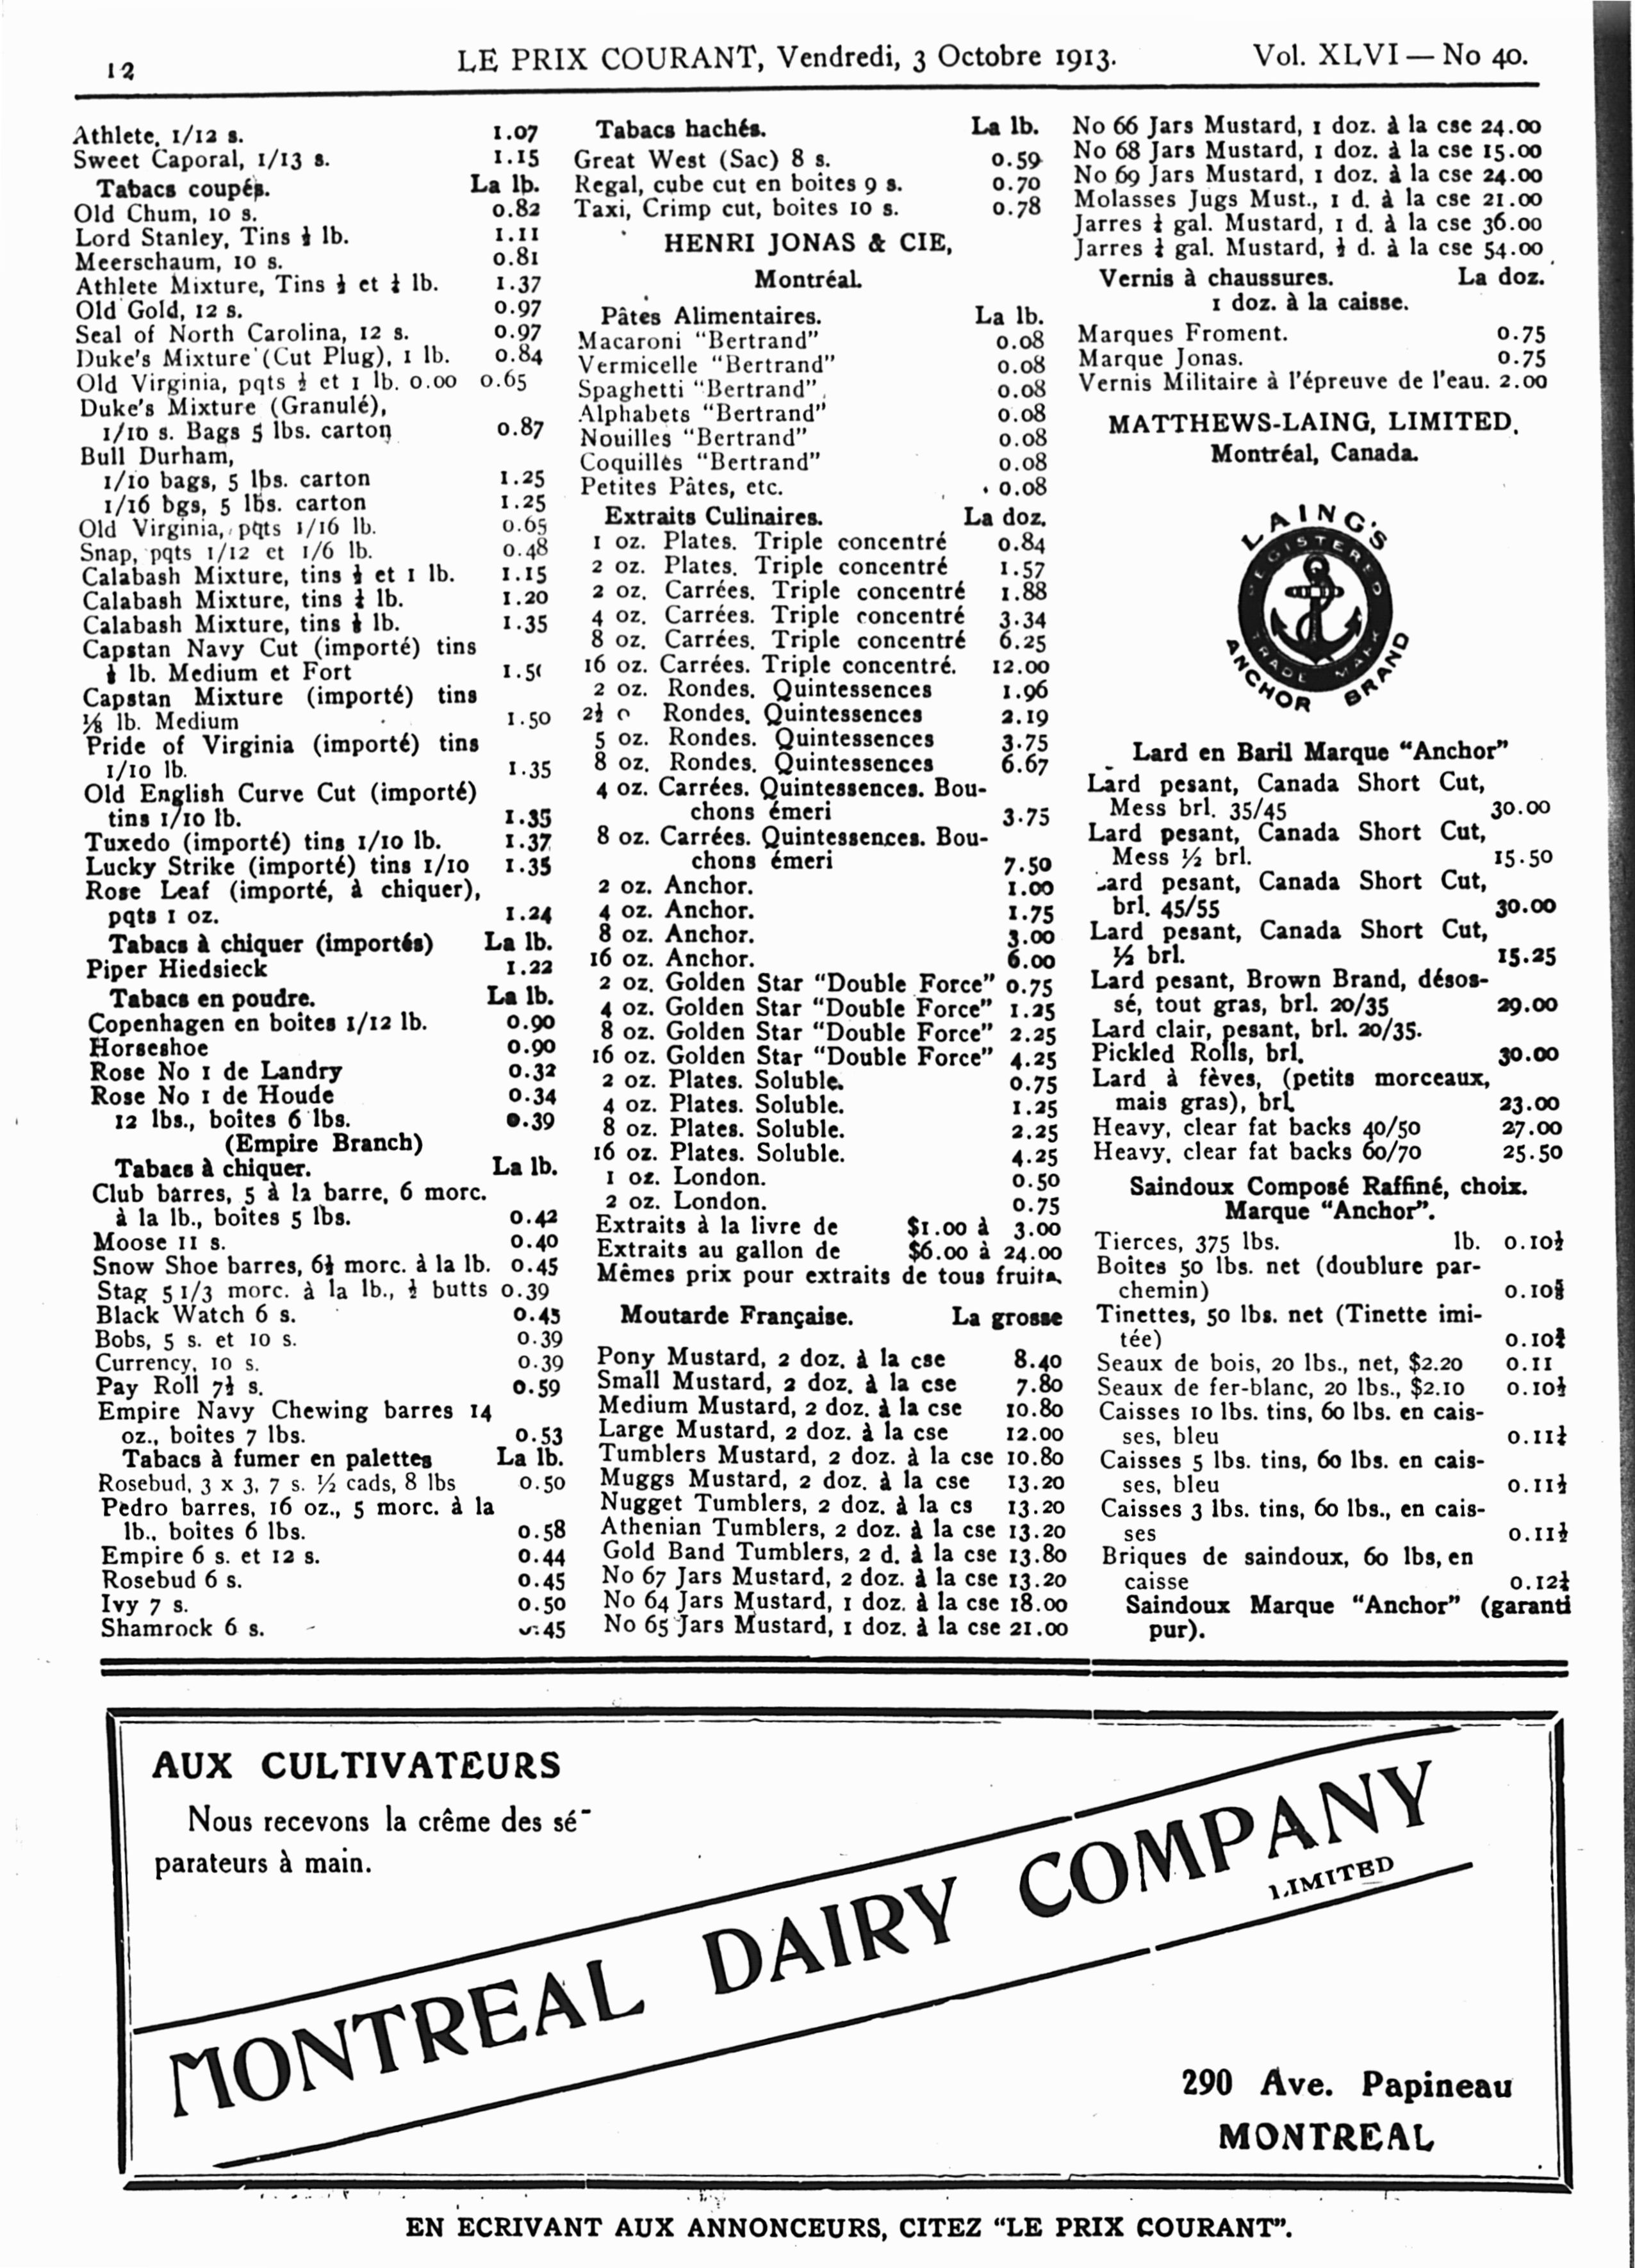 12
LE PRIX COURANT, Vendredi, 3 Octobre 1913.
Vol. XLVI — No 40.
Athlete, 1/12 s. 1.07
Sweet Caporal, 1/13 s. 1.15
Tabacs coupés. La lb.
Old Chum, 10 s. 0.82
Lord Stanley, Tins ½ lb. 1.11
Meerschaum, 10 s. 0.81
Athlete Mixture, Tins ½ et ¼ lb. 1.37
Old Gold, 12 s. 0.97
Seal of North Carolina, 12 s. 0.97
Duke's Mixture (Cut Plug), 1 lb. 0.84
Old Virginia, pqts ½ et 1 lb. 0.00 0.65
Duke's Mixture (Granulé),
1/10 s. Bags 5 lbs. carton 0.87
Bull Durham,
1/10 bags, 5 lbs. carton 1.25
1/16 bgs, 5 lbs. carton 1.25
Old Virginia, pqts 1/16 lb. 0.65
Snap, pqts 1/12 et 1/6 lb. 0.48
Calabash Mixture, tins ½ et 1 lb. 1.15
Calabash Mixture, tins ¼ lb. 1.20
Calabash Mixture, tins ⅛ lb. 1.35
Capstan Navy Cut (importé) tins
lb. Medium et Fort
Capstan Mixture (importé) tins
⅛ lb. Medium 1.50
Pride of Virginia (importé) tins
1/10 lb. 1.35
Old English Curve Cut (importé)
tins 1/10 lb. 1.35
Tuxedo (importé) tins 1/10 lb. 1.37
Lucky Strike (importé) tins 1/10 1.35
Rose Leaf (importé, à chiquer),
pqts 1 oz. 1.24
Tabacs à chiquer (importés) La lb.
Piper Hiedsieck 1.22
Tabacs en poudre. La lb.
Copenhagen en boites 1/12 lb. 0.90
Horseshoe 0.90
Rose No 1 de Landry 0.32
Rose No 1 de Houde 0.34
12 lbs., boites 6 lbs. 0.39
(Empire Branch)
Tabacs à chiquer. La lb.
Club barres, 5 à la barre, 6 morc.
à la lb., boites 5 lbs. 0.42
Moose 11 s. 0.40
Snow Shoe barres, 6½ morc. à la lb. 0.45
Stag 5 1/3 morc. à la lb., ½ butts 0.39
Black Watch 6 s. 0.45
Bobs, 5 s. et 10 s. 0.39
Currency, 10 s. 0.39
Pay Roll 7½ s. 0.59
Empire Navy Chewing barres 14
oz., boites 7 lbs. 0.53
Tabacs à fumer en palettes La lb.
Rosebud, 3 x 3, 7 s. ½ cads, 8 lbs 0.50
Pedro barres, 16 oz., 5 morc. à la
lb., boites 6 lbs. 0.58
Empire 6 s. et 12 s. 0.44
Rosebud 6 s. 0.45
Ivy 7 s. 0.50
Shamrock 6 s. 0.45
Tabacs hachés. La lb.
Great West (Sac) 8 s. 0.59
Regal, cube cut en boites 9 s. 0.70
Taxi, Crimp cut, boites 10 s. 0.78
HENRI JONAS & CIE,
Montréal.
Pâtes Alimentaires. La lb.
Macaroni "Bertrand" 0.08
Vermicelle "Bertrand" 0.08
Spaghetti "Bertrand" 0.08
Alphabets "Bertrand" 0.08
Nouilles "Bertrand" 0.08
Coquilles "Bertrand" 0.08
Petites Pâtes, etc. 0.08
Extraits Culinaires. La doz.
1 oz. Plates. Triple concentré 0.84
2 oz. Plates. Triple concentré 1.57
2 oz. Carrées. Triple concentré 1.88
4 oz. Carrées. Triple concentré 3.34
8 oz. Carrées. Triple concentré 6.25
16 oz. Carrées. Triple concentré. 12.00
2 oz. Rondes. Quintessences 1.96
2½ o Rondes. Quintessences 2.19
5 oz. Rondes. Quintessences 3.75
8 oz. Rondes. Quintessences 6.67
4 oz. Carrées. Quintessences. Bou-
chons émeri 3.75
8 oz. Carrées. Quintessences. Bou-
chons émeri 7.50
2 oz. Anchor. 1.00
4 oz. Anchor. 1.75
8 oz. Anchor. 3.00
16 oz. Anchor. 6.00
2 oz. Golden Star "Double Force" 0.75
4 oz. Golden Star "Double Force" 1.25
8 oz. Golden Star "Double Force" 2.25
16 oz. Golden Star "Double Force" 4.25
2 oz. Plates. Soluble. 0.75
4 oz. Plates. Soluble. 1.25
8 oz. Plates. Soluble. 2.25
16 oz. Plates. Soluble. 4.25
1 oz. London. 0.50
2 oz. London. 0.75
Extraits à la livre de $1.00 à 3.00
Extraits au gallon de $6.00 à 24.00
Mêmes prix pour extraits de tous fruits.
Moutarde Française. La grosse
Pony Mustard, 2 doz. à la cse 8.40
Small Mustard, 2 doz. à la cse 7.80
Medium Mustard, 2 doz. à la cse 10.80
Large Mustard, 2 doz. à la cse 12.00
Tumblers Mustard, 2 doz. à la cse 10.80
Muggs Mustard, 2 doz. à la cse 13.20
Nugget Tumblers, 2 doz. à la cs 13.20
Athenian Tumblers, 2 doz. à la cse 13.20
Gold Band Tumblers, 2 d. à la cse 13.80
No 67 Jars Mustard, 2 doz. à la cse 13.20
No 64 Jars Mustard, 1 doz. à la cse 18.00
No 65 Jars Mustard, 1 doz. à la cse 21.00
No 66 Jars Mustard, 1 doz. à la cse 24.00
No 68 Jars Mustard, 1 doz. à la cse 15.00
No 69 Jars Mustard, 1 doz. à la cse 24.00
Molasses Jugs Must., 1 d. à la cse 21.00
Jarres ¼ gal. Mustard, 1 d. à la cse 36.00
Jarres ½ gal. Mustard, ½ d. à la cse 54.00
Vernis à chaussures. La doz.
1 doz. à la caisse.
Marques Froment. 0.75
Marque Jonas. 0.75
Vernis Militaire à l'épreuve de l'eau. 2.00
MATTHEWS-LAING, LIMITED.
Montréal, Canada.
LAING'S
REGISTERED
TRADE MARK
ANCHOR BRAND
Lard en Baril Marque "Anchor"
Lard pesant, Canada Short Cut,
Mess brl. 35/45 30.00
Lard pesant, Canada Short Cut,
Mess ½ brl. 15.50
Lard pesant, Canada Short Cut,
brl. 45/55 30.00
Lard pesant, Canada Short Cut,
½ brl. 15.25
Lard pesant, Brown Brand, désos-
sé, tout gras, brl. 20/35 29.00
Lard clair, pesant, brl. 20/35.
Pickled Rolls, brl. 30.00
Lard à fèves, (petits morceaux,
mais gras), brl. 23.00
Heavy, clear fat backs 40/50 27.00
Heavy, clear fat backs 60/70 25.50
Saindoux Composé Raffiné, choix.
Marque "Anchor".
Tierces, 375 lbs. lb. 0.10½
Boites 50 lbs. net (doublure par-
chemin) 0.10⅝
Tinettes, 50 lbs. net (Tinette imi-
tée) 0.10¾
Seaux de bois, 20 lbs., net, $2.20 0.11
Seaux de fer-blanc, 20 lbs., $2.10 0.10½
Caisses 10 lbs. tins, 60 lbs. en cais-
ses, bleu 0.11¼
Caisses 5 lbs. tins, 60 lbs. en cais-
ses, bleu 0.11½
Caisses 3 lbs. tins, 60 lbs., en cais-
ses 0.11½
Briques de saindoux, 60 lbs, en
caisse 0.12¼
Saindoux Marque "Anchor" (garanti
pur).
AUX CULTIVATEURS
Nous recevons la crême des sé-
parateurs à main.
MONTREAL DAIRY COMPANY
LIMITED
290 Ave. Papineau
MONTREAL
EN ECRIVANT AUX ANNONCEURS, CITEZ "LE PRIX COURANT".